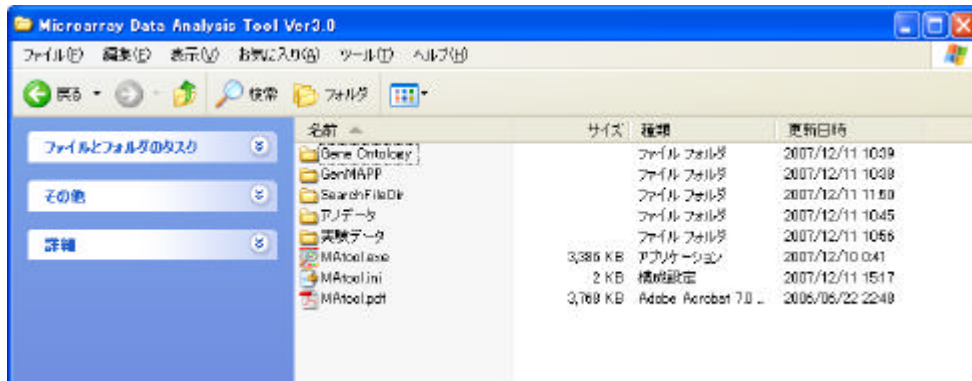 Microarray Data Analysis Tool Ver3.0
ファイル(F) 編集(E) 表示(V) お気に入り(A) ツール(T) ヘルプ(H)
戻る 検索 フォルダ
名前 サイズ 種類 更新日時
ファイルとフォルダのタスク
その他
詳細
Gene Ontology ファイル フォルダ 2007/12/11 10:39
GenMAPP ファイル フォルダ 2007/12/11 10:38
SearchFileDir ファイル フォルダ 2007/12/11 11:50
アノデータ ファイル フォルダ 2007/12/11 10:45
実験データ ファイル フォルダ 2007/12/11 10:56
MAtool.exe 3,386 KB アプリケーション 2007/12/10 0:41
MAtool.ini 2 KB 構成設定 2007/12/11 15:17
MAtool.pdf 3,768 KB Adobe Acrobat 7.0 ... 2006/06/22 22:48